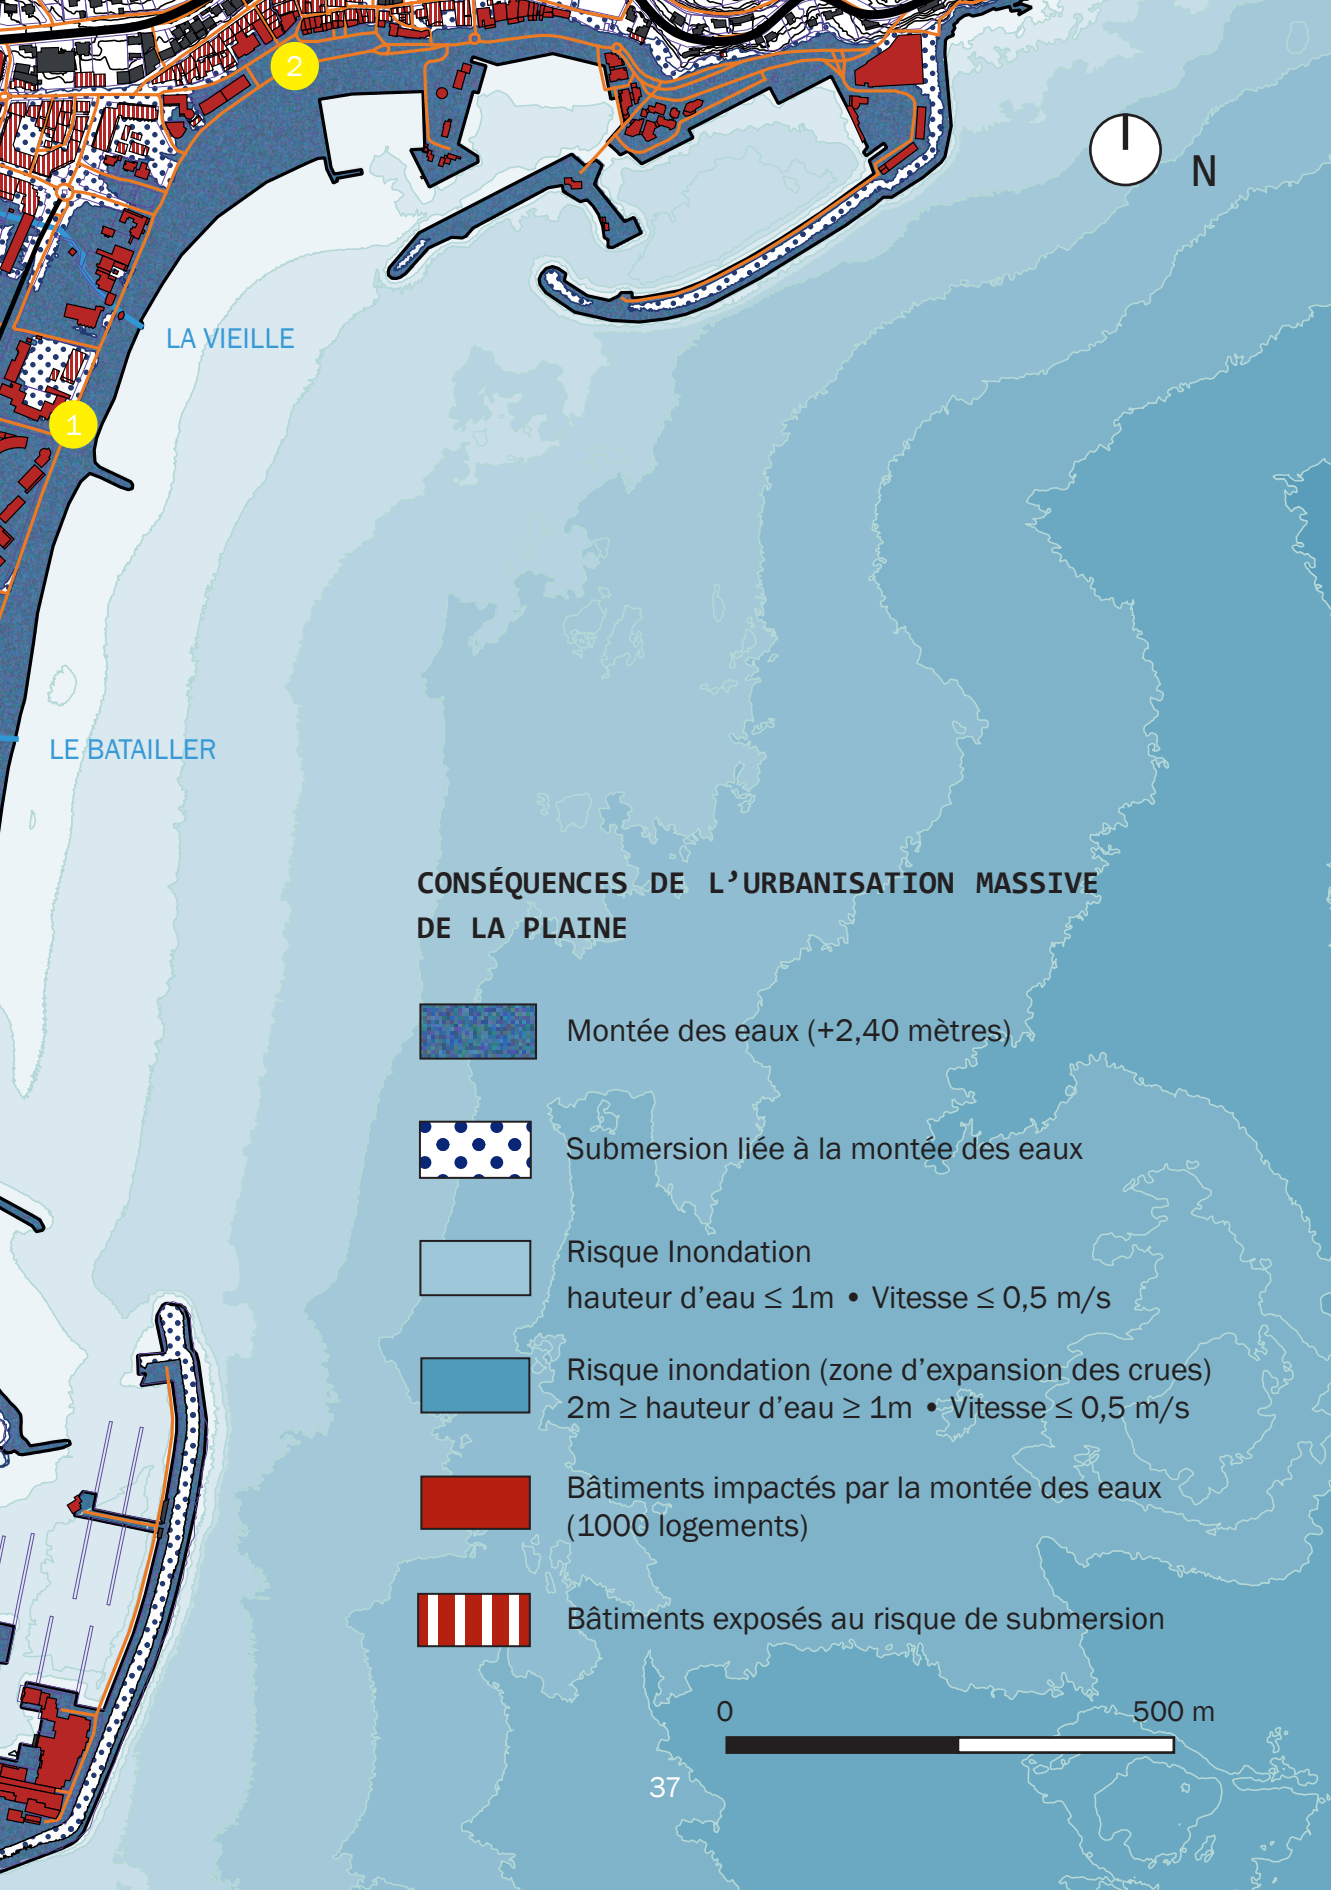 2
N
LA VIEILLE
1
LE BATAILLER
CONSÉQUENCES DE L’URBANISATION MASSIVE
DE LA PLAINE
Montée des eaux (+2,40 mètres)
Submersion liée à la montée des eaux
Risque Inondation
hauteur d’eau ≤ 1m • Vitesse ≤ 0,5 m/s
Risque inondation (zone d’expansion des crues)
2m ≥ hauteur d’eau ≥ 1m • Vitesse ≤ 0,5 m/s
Bâtiments impactés par la montée des eaux
(1000 logements)
Bâtiments exposés au risque de submersion
0 500 m
37